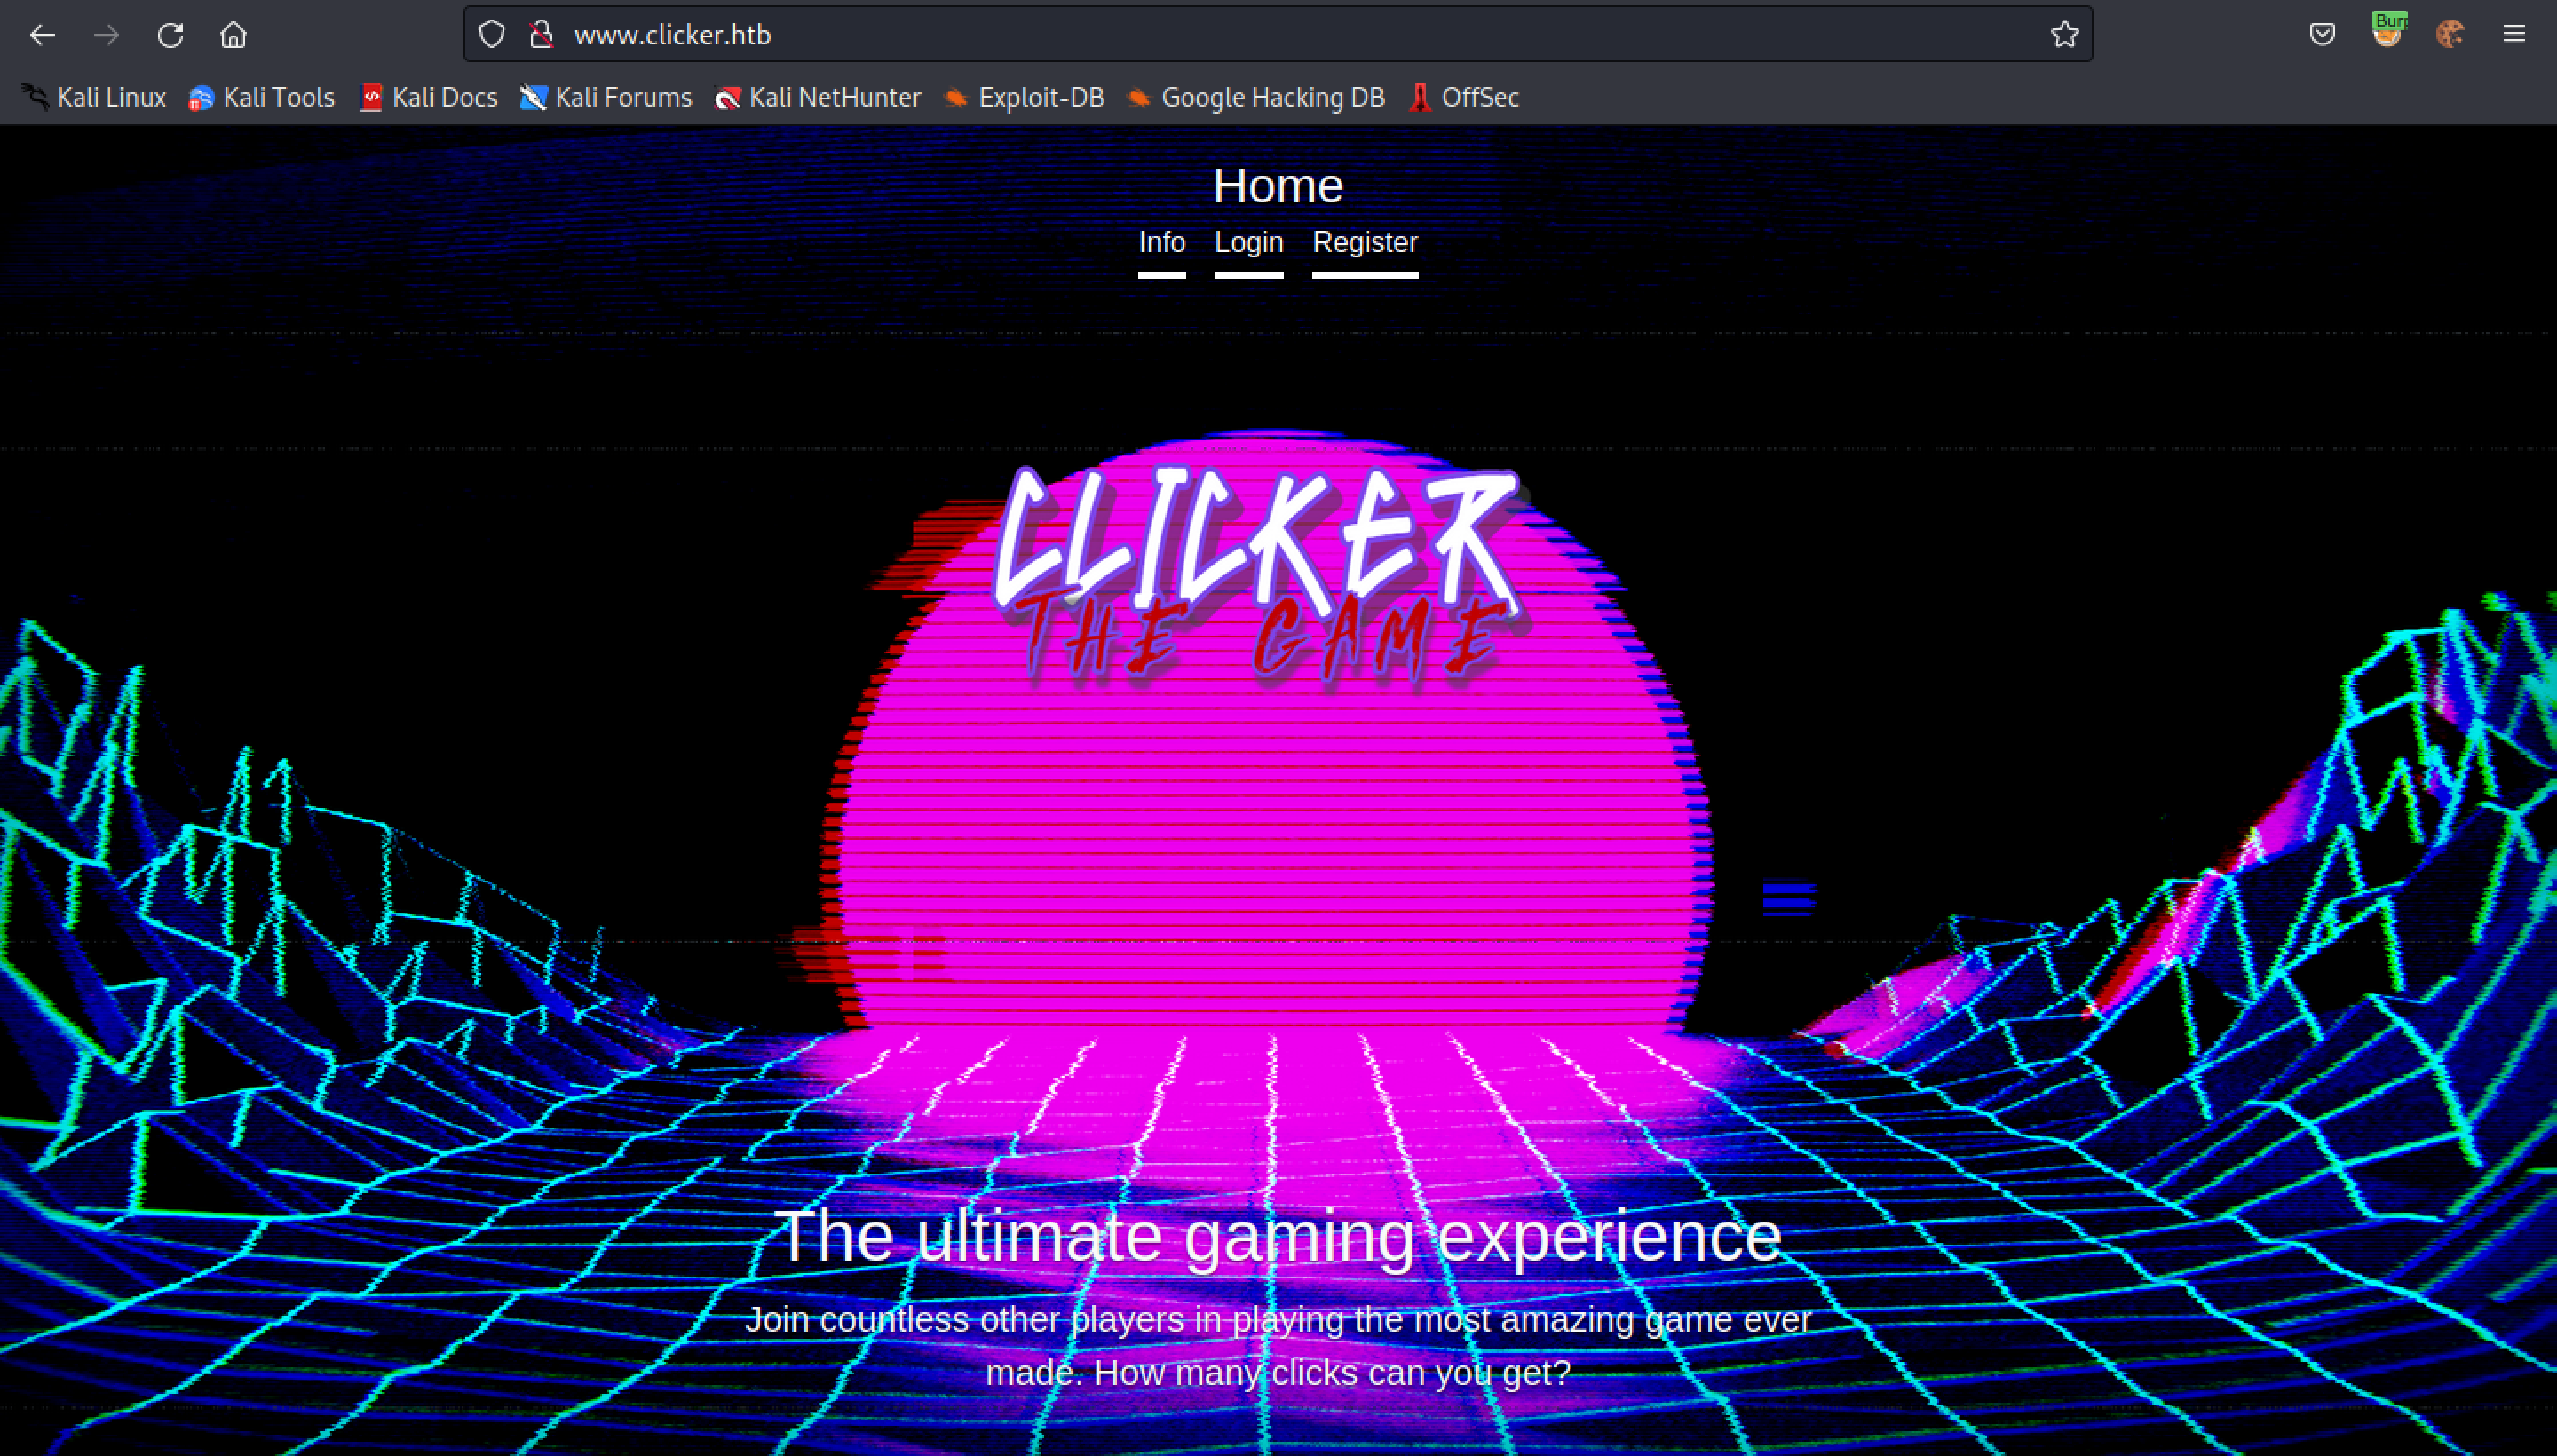 Burp
www.clicker.htb
Kali Linux Kali Tools Kali Docs Kali Forums Kali NetHunter Exploit-DB Google Hacking DB OffSec
Home
Info Login Register
CLICKER
THE GAME
The ultimate gaming experience
Join countless other players in playing the most amazing game ever
made. How many clicks can you get?